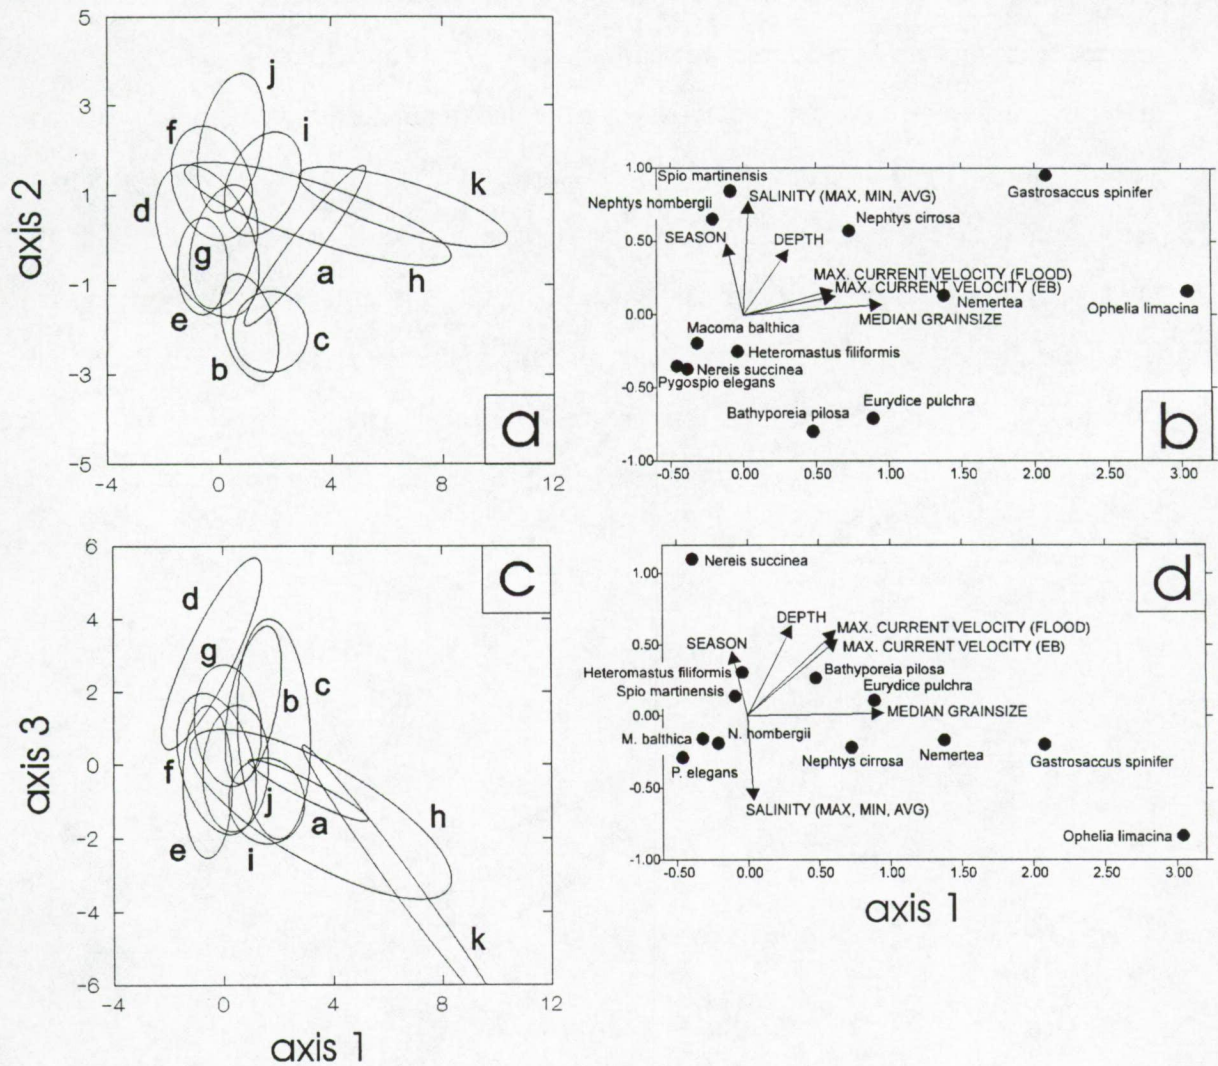 5
3
1
-1
-3
-5
-4
0
4
8
12
axis 2
j
f
i
k
d
g
a
h
e
c
b
a
1.00
0.50
0.00
-0.50
-1.00
-0.50
0.00
0.50
1.00
1.50
2.00
2.50
3.00
Spio martinensis
SALINITY (MAX, MIN, AVG)
Gastrosaccus spinifer
Nephtys hombergii
Nephtys cirrosa
SEASON
DEPTH
MAX. CURRENT VELOCITY (FLOOD)
MAX. CURRENT VELOCITY (EB)
Nemertea
Ophelia limacina
MEDIAN GRAINSIZE
Macoma balthica
Heteromastus filiformis
Nereis succinea
Pygospio elegans
Eurydice pulchra
Bathyporeia pilosa
b
6
4
2
0
-2
-4
-6
-4
0
4
8
12
axis 3
axis 1
c
d
g
b
c
f
j
a
h
e
i
k
1.00
0.50
0.00
-0.50
-1.00
-0.50
0.00
0.50
1.00
1.50
2.00
2.50
3.00
Nereis succinea
d
DEPTH
MAX. CURRENT VELOCITY (FLOOD)
SEASON
MAX. CURRENT VELOCITY (EB)
Heteromastus filiformis
Bathyporeia pilosa
Spio martinensis
Eurydice pulchra
MEDIAN GRAINSIZE
M. balthica
N. hombergii
P. elegans
Nephtys cirrosa
Nemertea
Gastrosaccus spinifer
SALINITY (MAX, MIN, AVG)
Ophelia limacina
axis 1